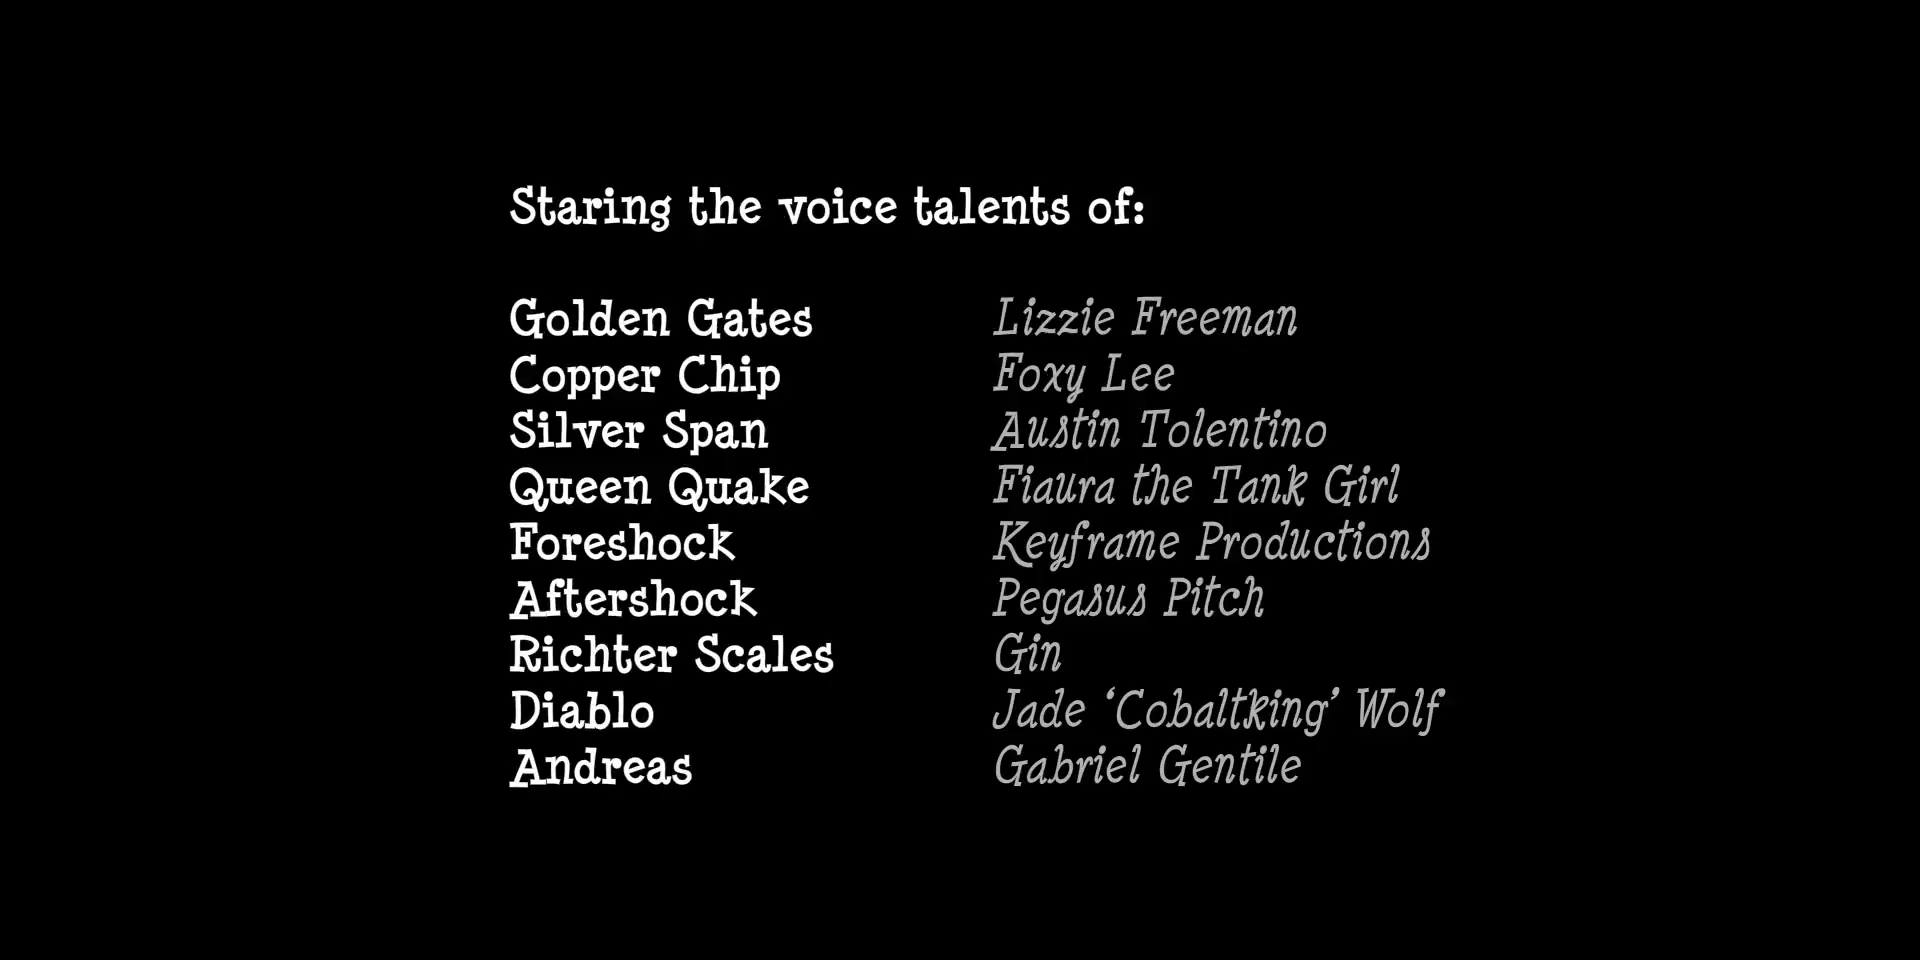 Staring the voice talents of:
Golden Gates Lizzie Freeman
Copper Chip Foxy Lee
Silver Span Austin Tolentino
Queen Quake Fiaura the Tank Girl
Foreshock Keyframe Productions
Aftershock Pegasus Pitch
Richter Scales Gin
Diablo Jade ‘Cobaltking’ Wolf
Andreas Gabriel Gentile